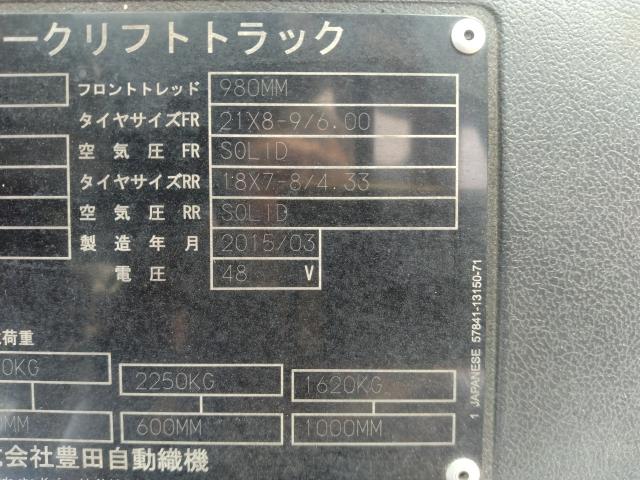 ークリフトトラック
フロントトレッド 980MM
タイヤサイズFR 21X8-9/6.00
空気圧 FR SOLID
タイヤサイズRR 18X7-8/4.33
空気圧 RR SOLID
製造年月 2015/03
電圧 48 V
荷重
0KG 2250KG 1620KG
MM 600MM 1000MM
式会社豊田自動織機
1 JAPANESE 57841-13150-71